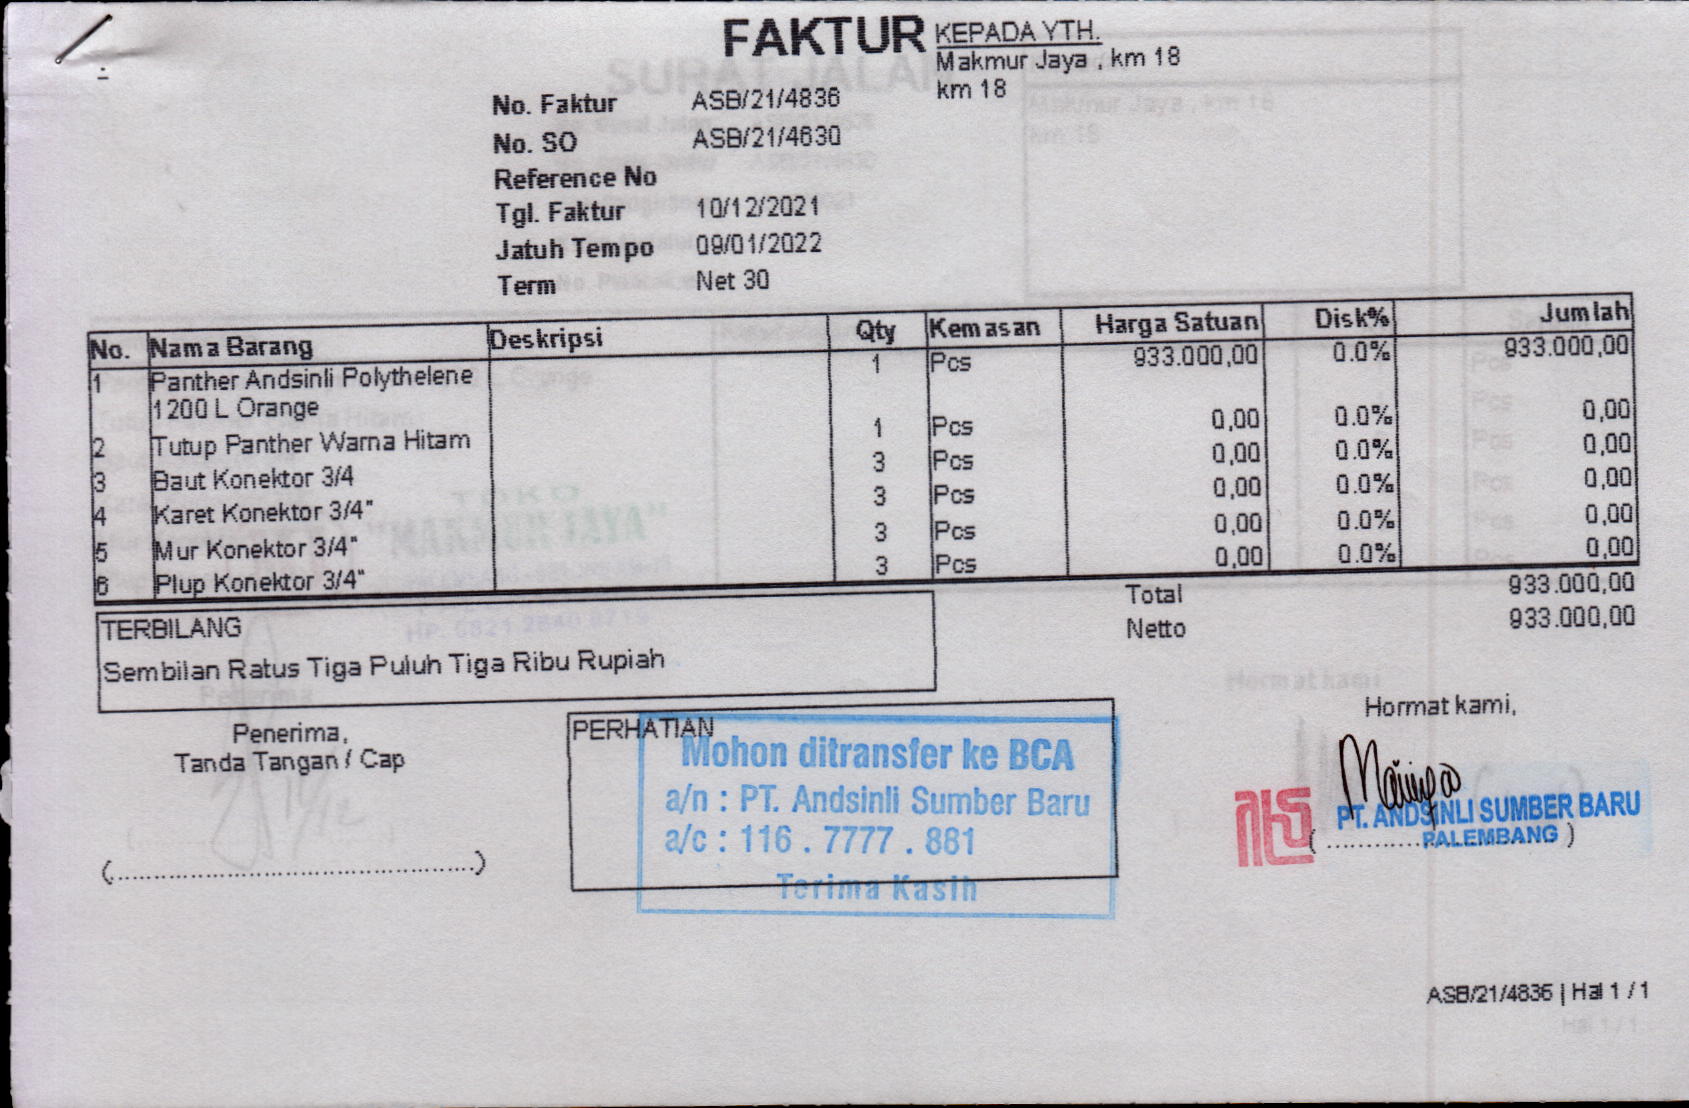 FAKTUR
KEPADA YTH.
Makmur Jaya , km 18
km 18
No. Faktur ASB/21/4836
No. SO ASB/21/4630
Reference No
Tgl. Faktur 10/12/2021
Jatuh Tempo 09/01/2022
Term Net 30
No. Nama Barang Deskripsi Qty Kemasan Harga Satuan Disk% Jumlah
1 Panther Andsinli Polythelene 1 Pcs 933.000,00 0.0% 933.000,00
1200 L Orange
2 Tutup Panther Warna Hitam 1 Pcs 0,00 0.0% 0,00
3 Baut Konektor 3/4 3 Pcs 0,00 0.0% 0,00
4 Karet Konektor 3/4" 3 Pcs 0,00 0.0% 0,00
5 Mur Konektor 3/4" 3 Pcs 0,00 0.0% 0,00
6 Plup Konektor 3/4" 3 Pcs 0,00 0.0% 0,00
Total 933.000,00
Netto 933.000,00
TERBILANG
Sembilan Ratus Tiga Puluh Tiga Ribu Rupiah
Penerima,
Tanda Tangan / Cap
(................................................)
PERHATIAN
Mohon ditransfer ke BCA
a/n : PT. Andsinli Sumber Baru
a/c : 116 . 7777 . 881
Terima Kasih
Hormat kami,
PT. ANDSINLI SUMBER BARU
PALEMBANG
ASB/21/4836 | Hal 1 / 1